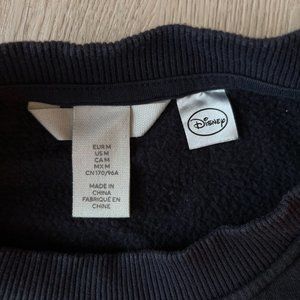 EUR M
US M
CA M
MX M
CN 170/96A
MADE IN
CHINA
FABRIQUÉ EN
CHINE
Disney